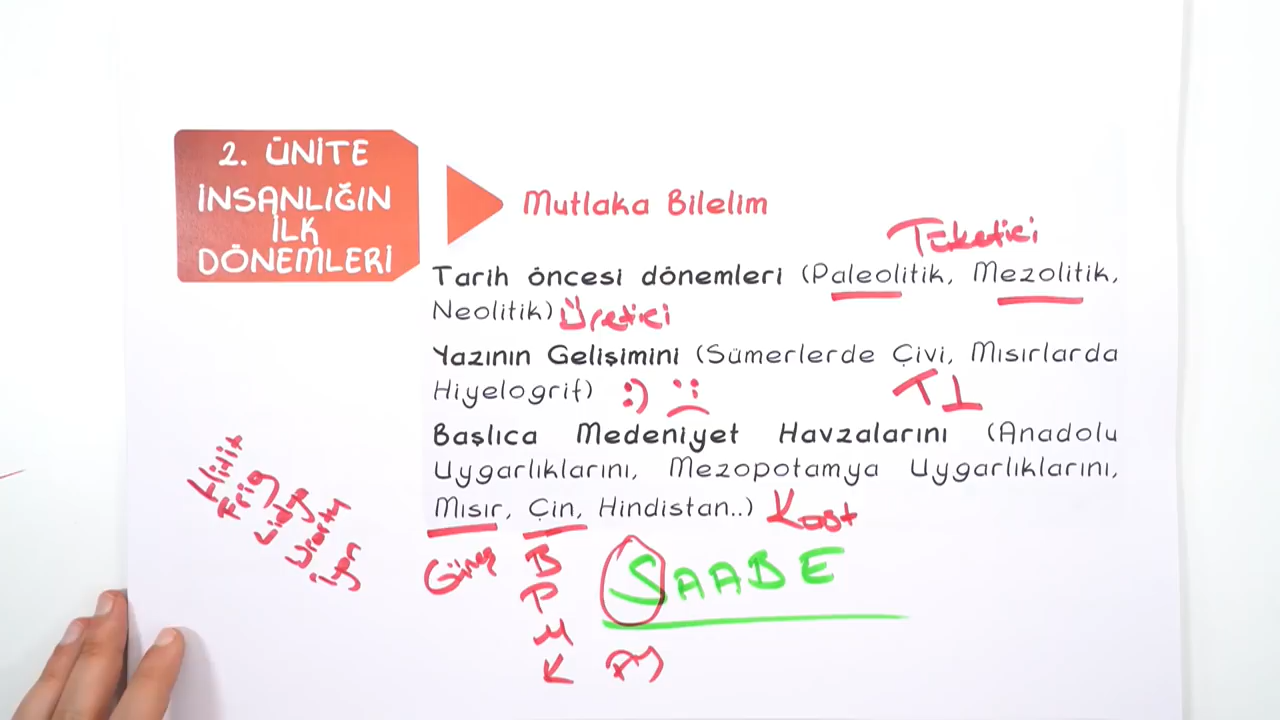 2. ÜNİTE
İNSANLIĞIN
İLK
DÖNEMLERİ
Mutlaka Bilelim
Tüketici
Tarih öncesi dönemleri (Paleolitik, Mezolitik,
Neolitik) Üretici
Yazının Gelişimini (Sümerlerde Çivi, Mısırlarda
Hiyelogrif) :)
Başlıca Medeniyet Havzalarını (Anadolu
Uygarlıklarını, Mezopotamya Uygarlıklarını,
Mısır, Çin, Hindistan..) Kast
Frig
Lidya
Urartu
İyon
Güneş
B
P
M
K
SAABE